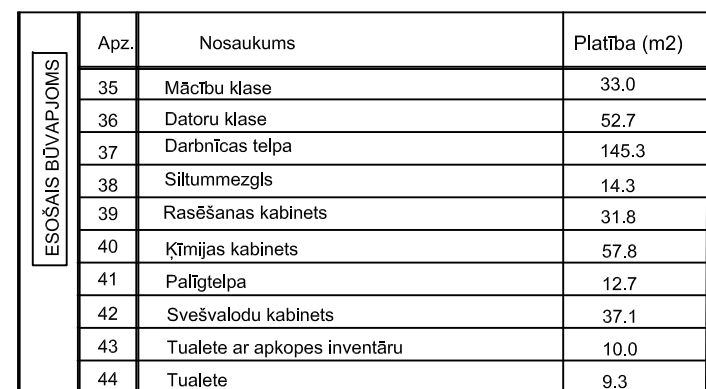 ESOŠAIS BŪVAPJOMS
Apz. Nosaukums Platība (m2)
35 Mācību klase 33.0
36 Datoru klase 52.7
37 Darbnīcas telpa 145.3
38 Siltummezgls 14.3
39 Rasēšanas kabinets 31.8
40 Ķīmijas kabinets 57.8
41 Palīgtelpa 12.7
42 Svešvalodu kabinets 37.1
43 Tualete ar apkopes inventāru 10.0
44 Tualete 9.3